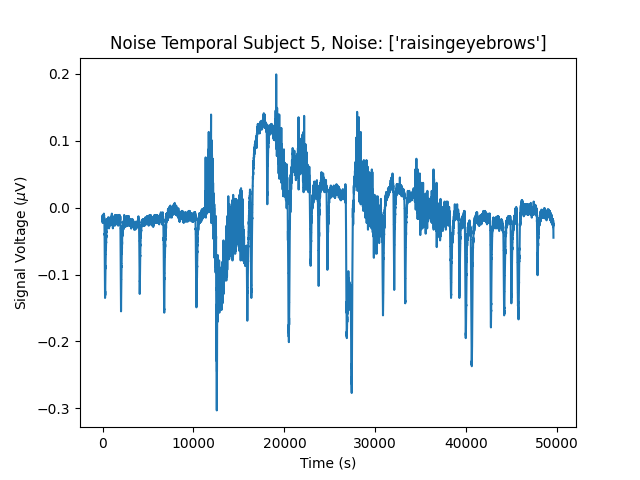 Noise Temporal Subject 5, Noise: ['raisingeyebrows']
Signal Voltage (μV)
0.2
0.1
0.0
−0.1
−0.2
−0.3
0 10000 20000 30000 40000 50000
Time (s)